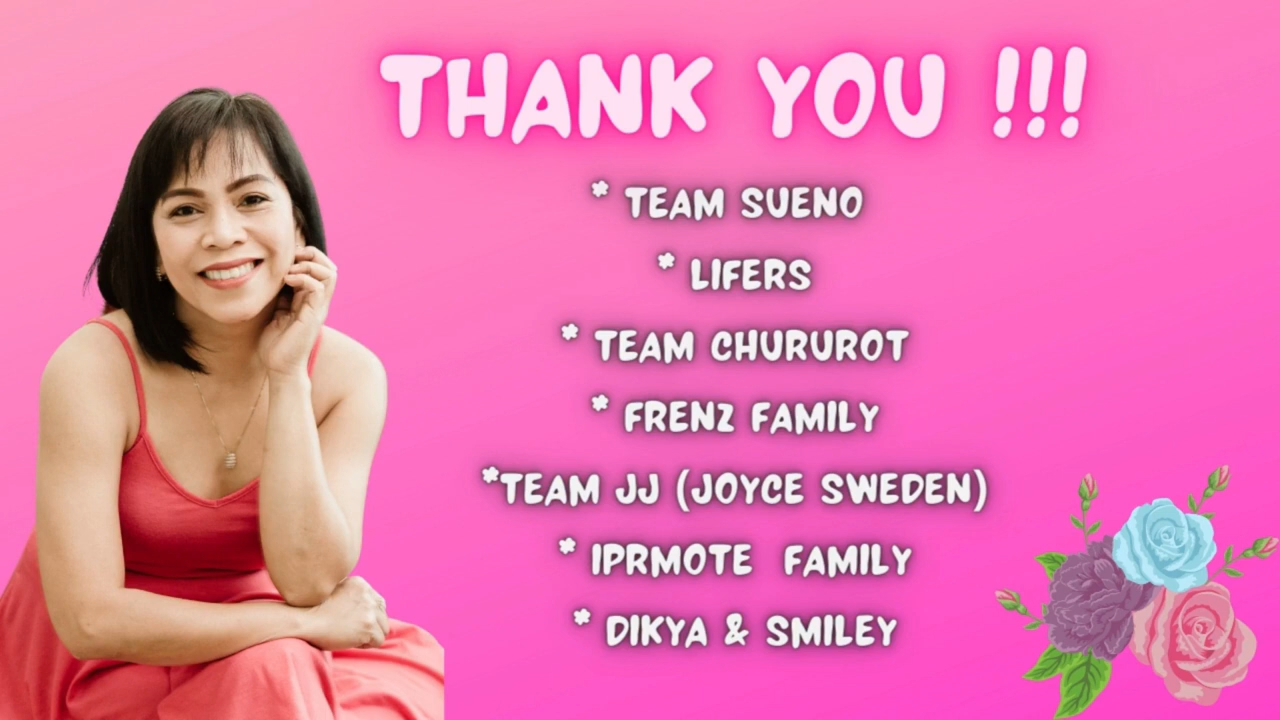 THANK YOU !!!
* TEAM SUENO
* LIFERS
* TEAM CHURUROT
* FRENZ FAMILY
*TEAM JJ (JOYCE SWEDEN)
* IPRMOTE FAMILY
* DIKYA & SMILEY